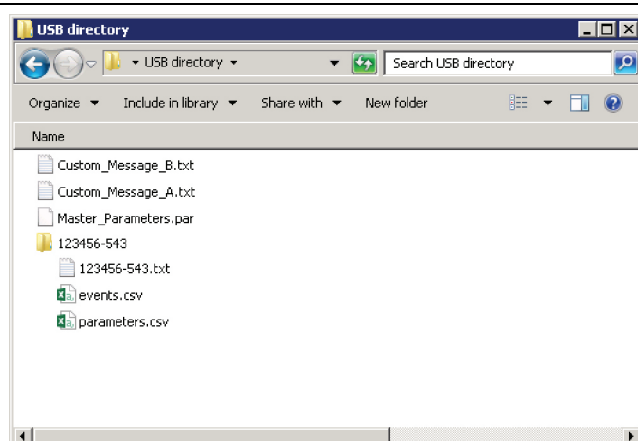 USB directory
USB directory Search USB directory
Organize Include in library Share with New folder
Name
Custom_Message_B.txt
Custom_Message_A.txt
Master_Parameters.par
123456-543
123456-543.txt
events.csv
parameters.csv